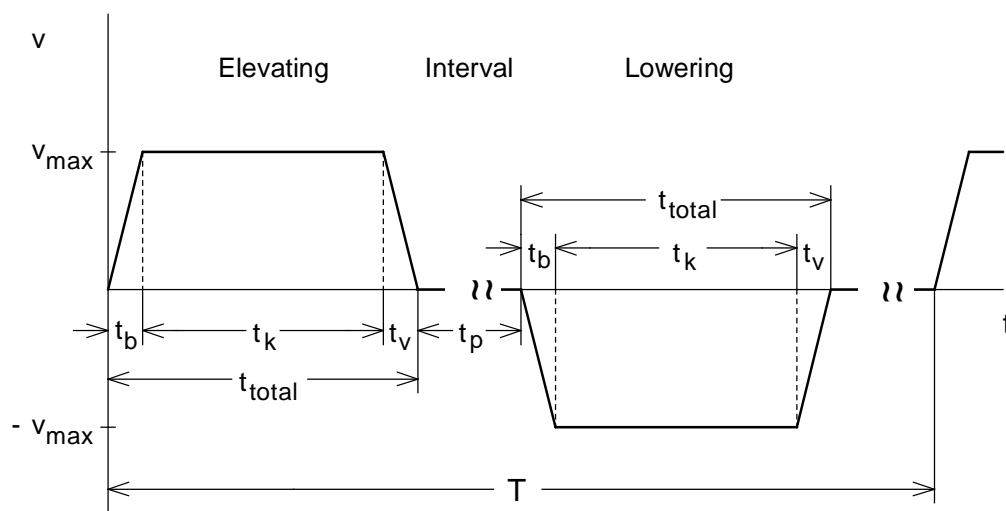 v
Elevating Interval Lowering
v_max
t_total
t_b t_k t_v
t_b t_k t_v t_p
t
t_total
- v_max
T